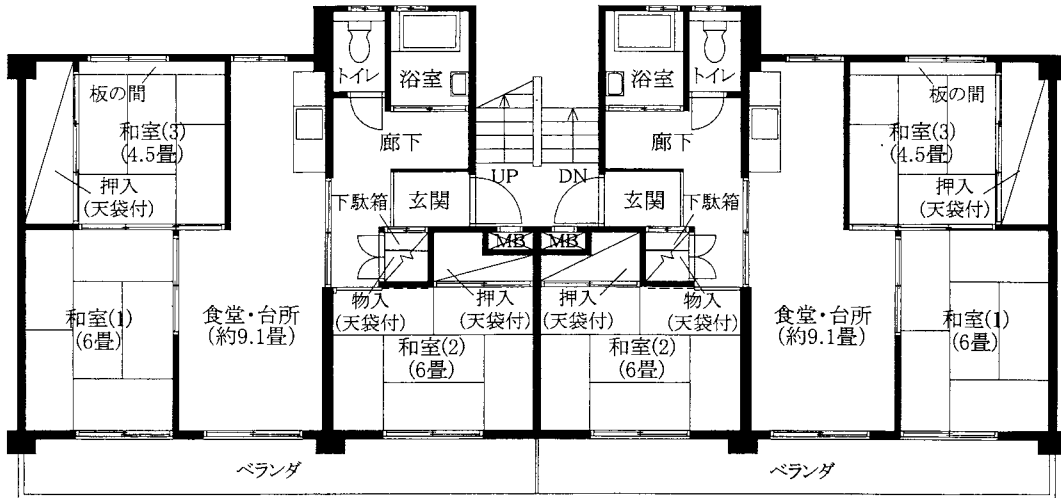 トイレ
浴室
浴室
トイレ
板の間
和室(3)
(4.5畳)
廊下
廊下
板の間
和室(3)
(4.5畳)
UP
DN
押入
(天袋付)
下駄箱
玄関
玄関
下駄箱
押入
(天袋付)
MB
MB
和室(1)
(6畳)
食堂・台所
(約9.1畳)
物入
(天袋付)
押入
(天袋付)
押入
(天袋付)
物入
(天袋付)
食堂・台所
(約9.1畳)
和室(1)
(6畳)
和室(2)
(6畳)
和室(2)
(6畳)
ベランダ
ベランダ